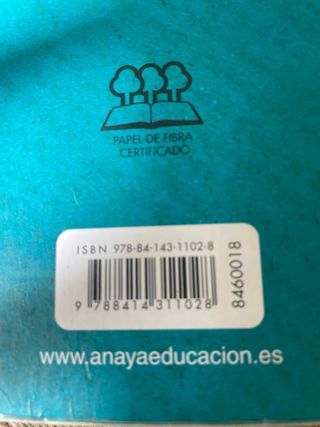 PAPEL DE FIBRA
CERTIFICADO
ISBN 978-84-143-1102-8
9 788414 311028
8460018
www.anayaeducacion.es